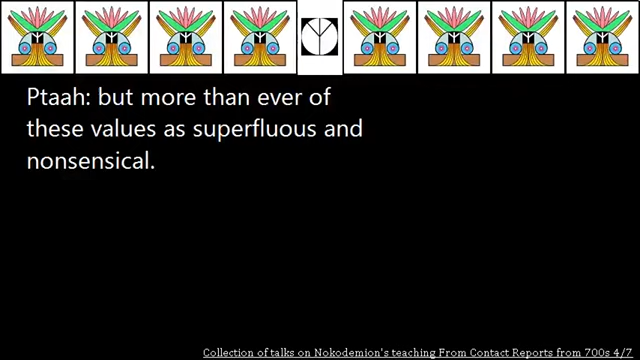 Ptaah: but more than ever of
these values as superfluous and
nonsensical.
Collection of talks on Nokodemion's teaching From Contact Reports from 700s 4/7